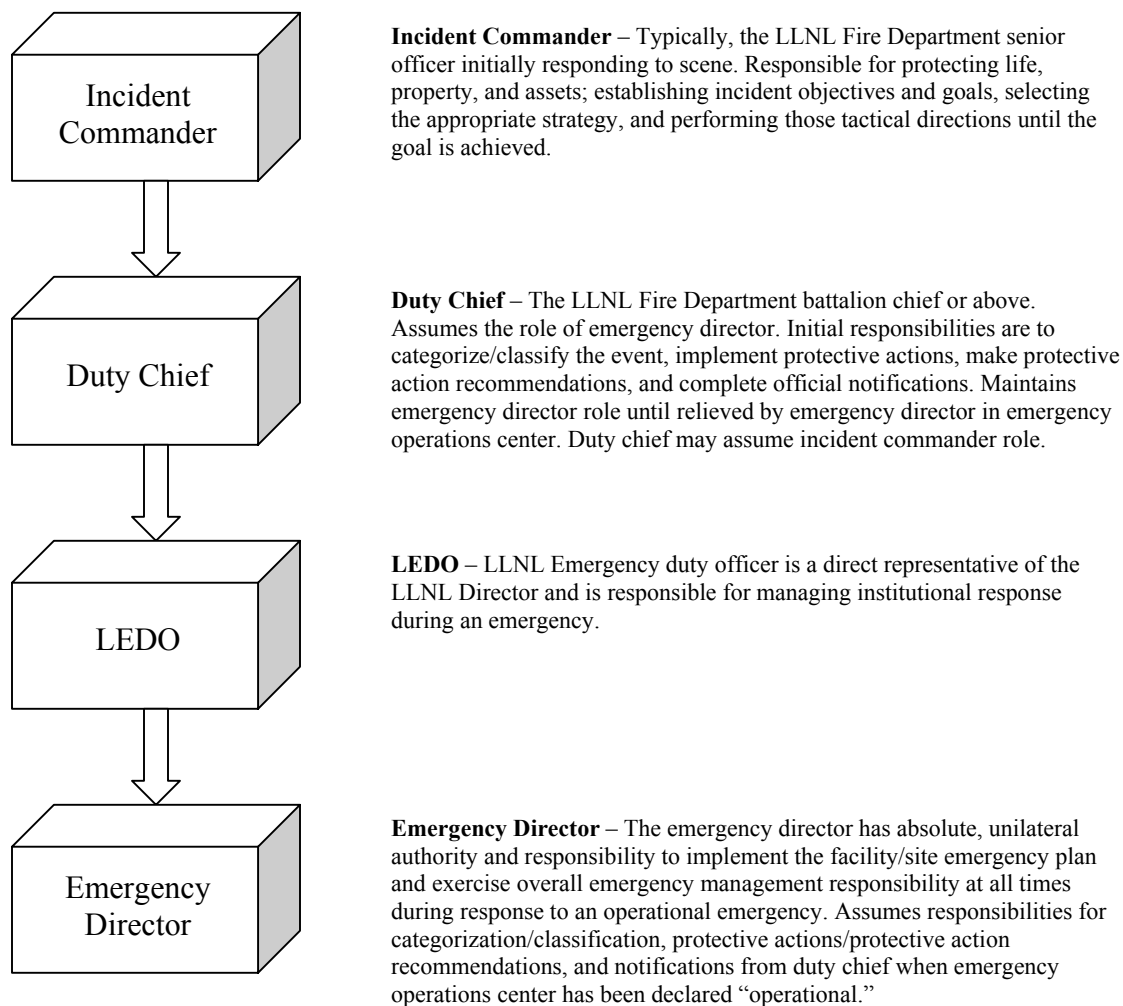 Incident
Commander
Incident Commander – Typically, the LLNL Fire Department senior
officer initially responding to scene. Responsible for protecting life,
property, and assets; establishing incident objectives and goals, selecting
the appropriate strategy, and performing those tactical directions until the
goal is achieved.
Duty Chief
Duty Chief – The LLNL Fire Department battalion chief or above.
Assumes the role of emergency director. Initial responsibilities are to
categorize/classify the event, implement protective actions, make protective
action recommendations, and complete official notifications. Maintains
emergency director role until relieved by emergency director in emergency
operations center. Duty chief may assume incident commander role.
LEDO
LEDO – LLNL Emergency duty officer is a direct representative of the
LLNL Director and is responsible for managing institutional response
during an emergency.
Emergency
Director
Emergency Director – The emergency director has absolute, unilateral
authority and responsibility to implement the facility/site emergency plan
and exercise overall emergency management responsibility at all times
during response to an operational emergency. Assumes responsibilities for
categorization/classification, protective actions/protective action
recommendations, and notifications from duty chief when emergency
operations center has been declared “operational.”